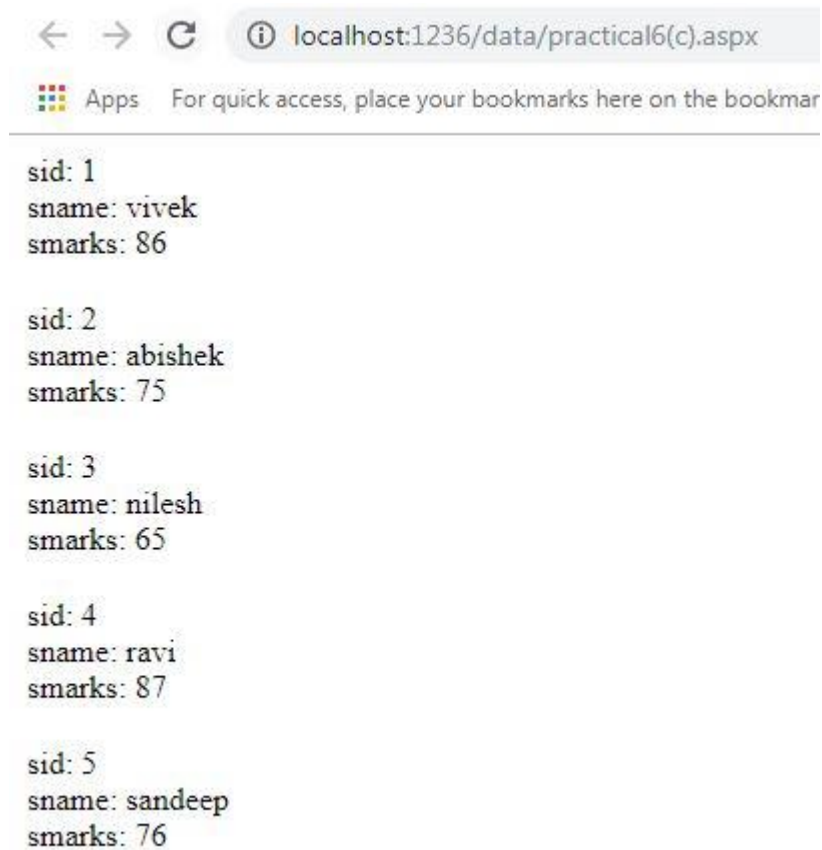 localhost:1236/data/practical6(c).aspx
Apps For quick access, place your bookmarks here on the bookmar
sid: 1
sname: vivek
smarks: 86
sid: 2
sname: abishek
smarks: 75
sid: 3
sname: nilesh
smarks: 65
sid: 4
sname: ravi
smarks: 87
sid: 5
sname: sandeep
smarks: 76